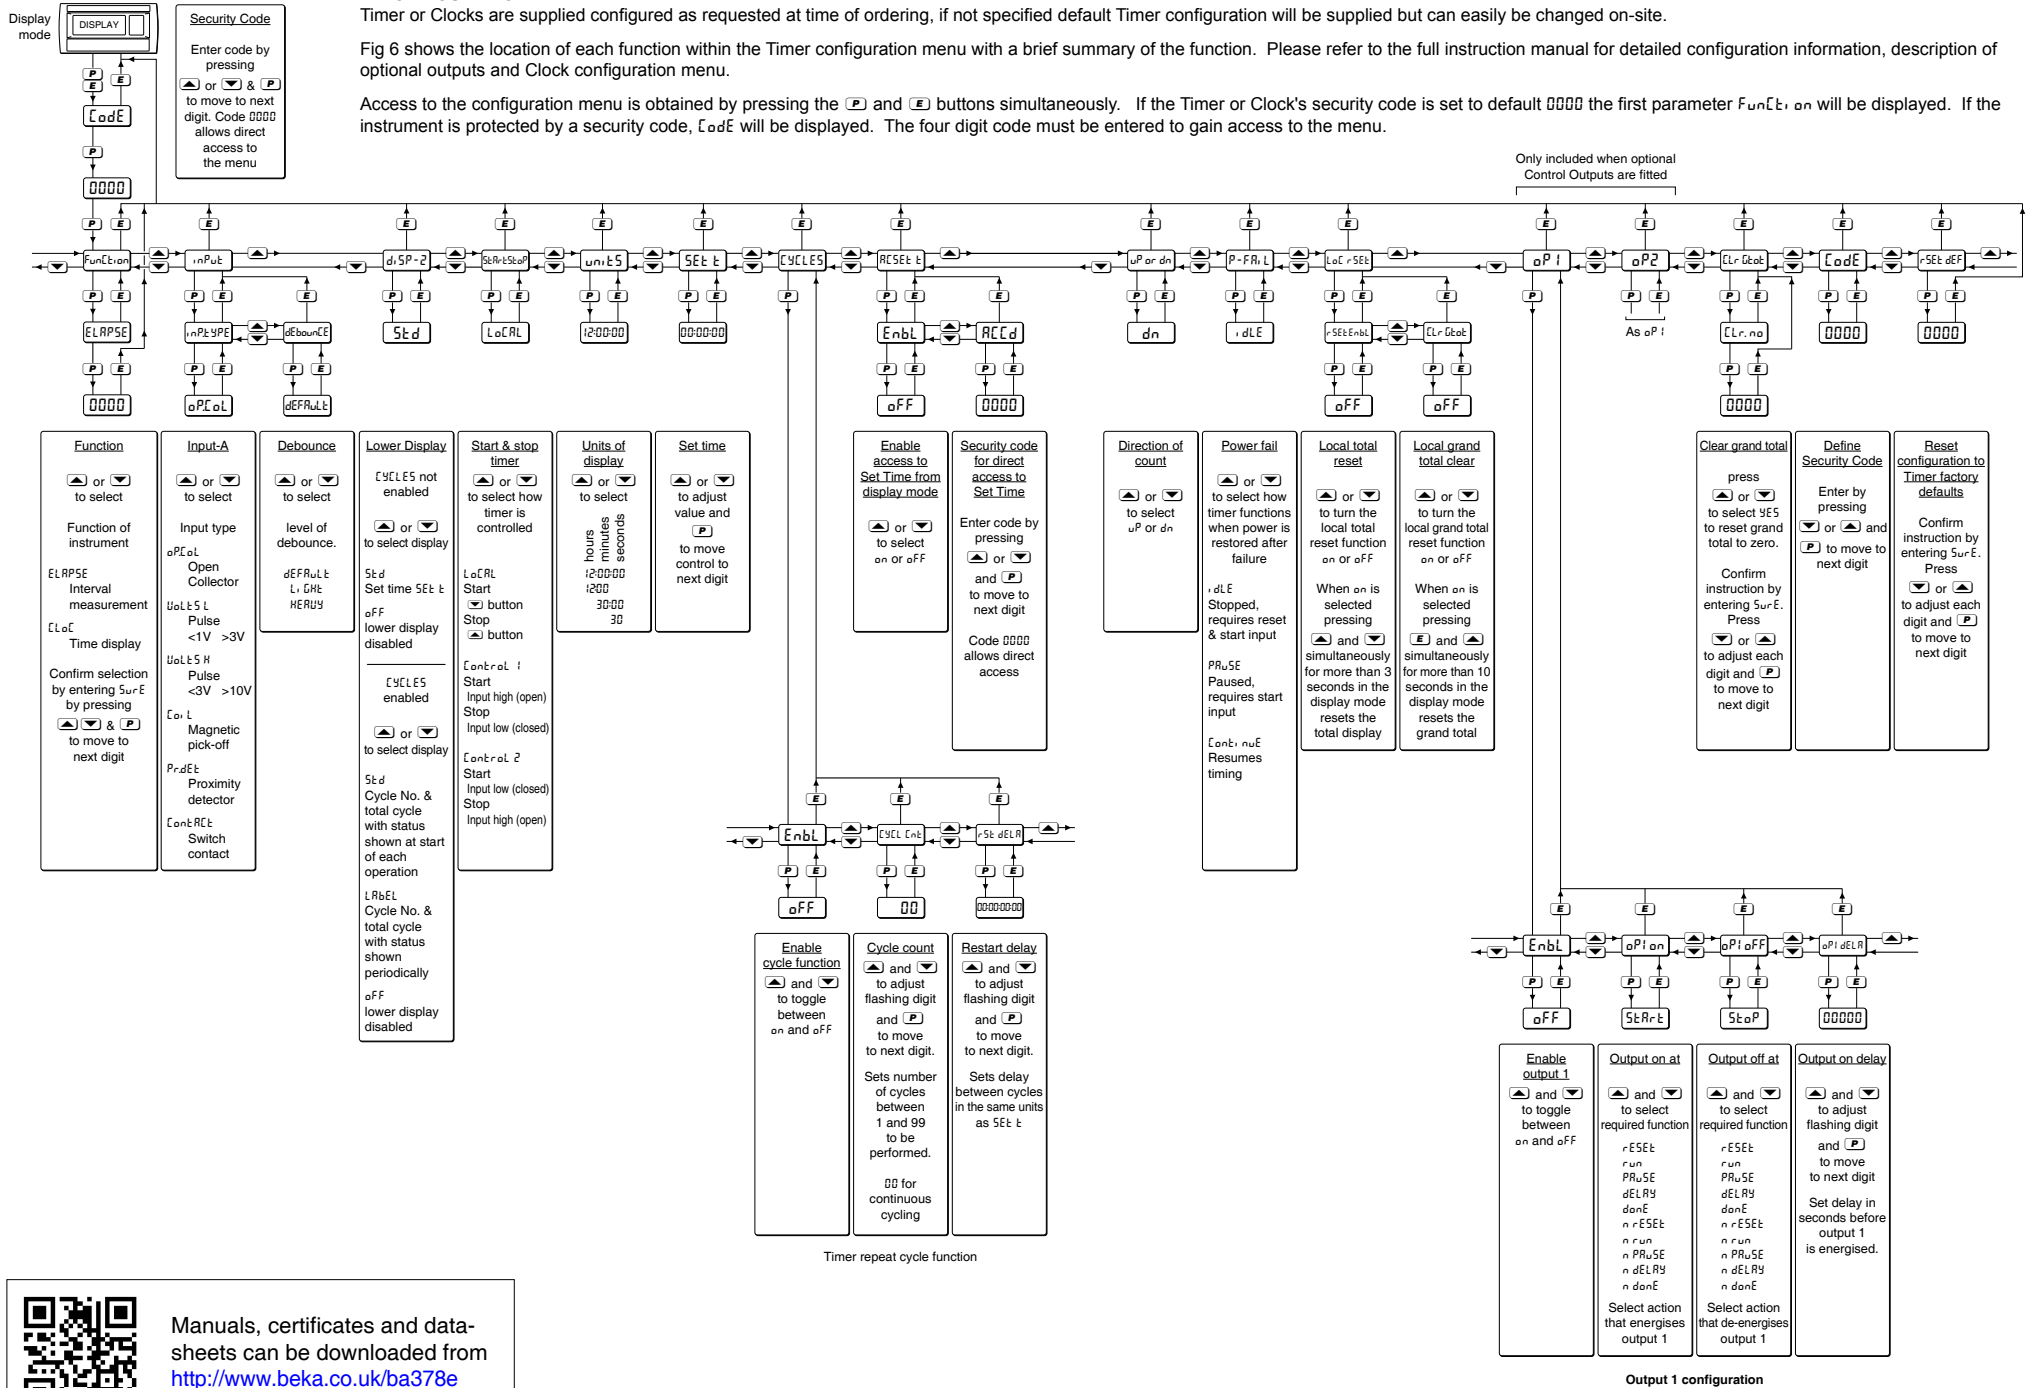 Display
mode
DISPLAY
Security Code
Enter code by
pressing
or & P
to move to next
digit. Code 0000
allows direct
access to
the menu
Timer or Clocks are supplied configured as requested at time of ordering, if not specified default Timer configuration will be supplied but can easily be changed on-site.
Fig 6 shows the location of each function within the Timer configuration menu with a brief summary of the function. Please refer to the full instruction manual for detailed configuration information, description of
optional outputs and Clock configuration menu.
Access to the configuration menu is obtained by pressing the P and E buttons simultaneously. If the Timer or Clock's security code is set to default 0000 the first parameter FunCtion will be displayed. If the
instrument is protected by a security code, CodE will be displayed. The four digit code must be entered to gain access to the menu.
P
E E
CodE
P
0000
Only included when optional
Control Outputs are fitted
P E E E E E E E E E E E E E E E E E
FunCtion inPut diSP-2 StArtStoP unitS SEt t CYCLES ACSEt t uP or dn P-FAiL LoC rSEt oP1 oP2 CLr Gtot CodE rSEt dEF
P E P E E P E P E P E P E P P E E P E P E P E E P P E P E P E P E
ELAPSE inP.tYPE dEbounCE Std LoCAL 12:00:00 00:00:00 EnbL ACCd dn idLE rSEtEnbL CLr Gtot As oP1 CLr.no 0000 0000
P E P E P E P E P E P E P E P E
0000 oP.CoL dEFAuLt oFF 0000 oFF oFF 0000
Function
or
to select
Function of
instrument
ELAPSE
Interval
measurement
CLoC
Time display
Confirm selection
by entering SurE
by pressing
& P
to move to
next digit
Input-A
or
to select
Input type
oP.CoL
Open
Collector
VoLtS L
Pulse
<1V >3V
VoLtS H
Pulse
<3V >10V
CoiL
Magnetic
pick-off
Pr.dEt
Proximity
detector
ContACt
Switch
contact
Debounce
or
to select
level of
debounce.
dEFAuLt
LiGHt
HEAVY
Lower Display
CYCLES not
enabled
or
to select display
Std
Set time SEt t
oFF
lower display
disabled
CYCLES
enabled
or
to select display
Std
Cycle No. &
total cycle
with status
shown at start
of each
operation
LAbEL
Cycle No. &
total cycle
with status
shown
periodically
oFF
lower display
disabled
Start & stop
timer
or
to select how
timer is
controlled
LoCAL
Start
button
Stop
button
ControL 1
Start
Input high (open)
Stop
Input low (closed)
ControL 2
Start
Input low (closed)
Stop
Input high (open)
Units of
display
or
to select
hours
minutes
seconds
12:00:00
12:00
30:00
30
Set time
or
to adjust
value and
P
to move
control to
next digit
Enable
access to
Set Time from
display mode
or
to select
on or oFF
Security code
for direct
access to
Set Time
Enter code by
pressing
or
and P
to move to
next digit
Code 0000
allows direct
access
Direction of
count
or
to select
uP or dn
Power fail
or
to select how
timer functions
when power is
restored after
failure
idLE
Stopped,
requires reset
& start input
PAuSE
Paused,
requires start
input
ContinuE
Resumes
timing
Local total
reset
or
to turn the
local total
reset function
on or oFF
When on is
selected
pressing
and
simultaneously
for more than 3
seconds in the
display mode
resets the
total display
Local grand
total clear
or
to turn the
local grand total
reset function
on or oFF
When on is
selected
pressing
E and
simultaneously
for more than 10
seconds in the
display mode
resets the
grand total
Clear grand total
press
or
to select YES
to reset grand
total to zero.
Confirm
instruction by
entering SurE.
Press
or
to adjust each
digit and P
to move to
next digit
Define
Security Code
Enter by
pressing
or and
P to move to
next digit
Reset
configuration to
Timer factory
defaults
Confirm
instruction by
entering SurE.
Press
or
to adjust each
digit and P
to move to
next digit
E E E
EnbL CYCL Cnt rSt dELA
P E P E P E
oFF 00 00:00:00:00
Enable
cycle function
and
to toggle
between
on and oFF
Cycle count
and
to adjust
flashing digit
and P
to move
to next digit.
Sets number
of cycles
between
1 and 99
to be
performed.
00 for
continuous
cycling
Restart delay
and
to adjust
flashing digit
and P
to move
to next digit.
Sets delay
between cycles
in the same units
as SEt t
Timer repeat cycle function
E E E E
EnbL oP1 on oP1 oFF oP1 dELA
P E P E P E P E
oFF StArt StoP 00000
Enable
output 1
and
to toggle
between
on and oFF
Output on at
and
to select
required function
rESEt
run
PAuSE
dELAY
donE
n rESEt
n run
n PAuSE
n dELAY
n donE
Select action
that energises
output 1
Output off at
and
to select
required function
rESEt
run
PAuSE
dELAY
donE
n rESEt
n run
n PAuSE
n dELAY
n donE
Select action
that de-energises
output 1
Output on delay
and
to adjust
flashing digit
and P
to move
to next digit
Set delay in
seconds before
output 1
is energised.
Output 1 configuration
Manuals, certificates and data-
sheets can be downloaded from
http://www.beka.co.uk/ba378e